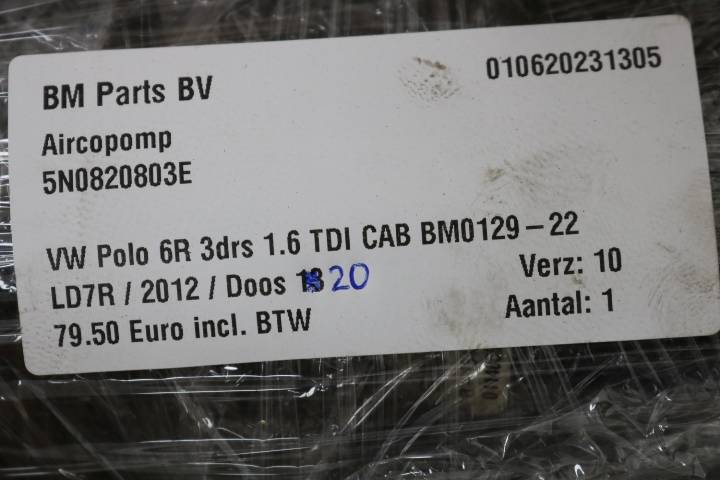 BM Parts BV
010620231305
Aircopomp
5N0820803E
VW Polo 6R 3drs 1.6 TDI CAB BM0129-22
LD7R / 2012 / Doos 20
Verz: 10
79.50 Euro incl. BTW
Aantal: 1